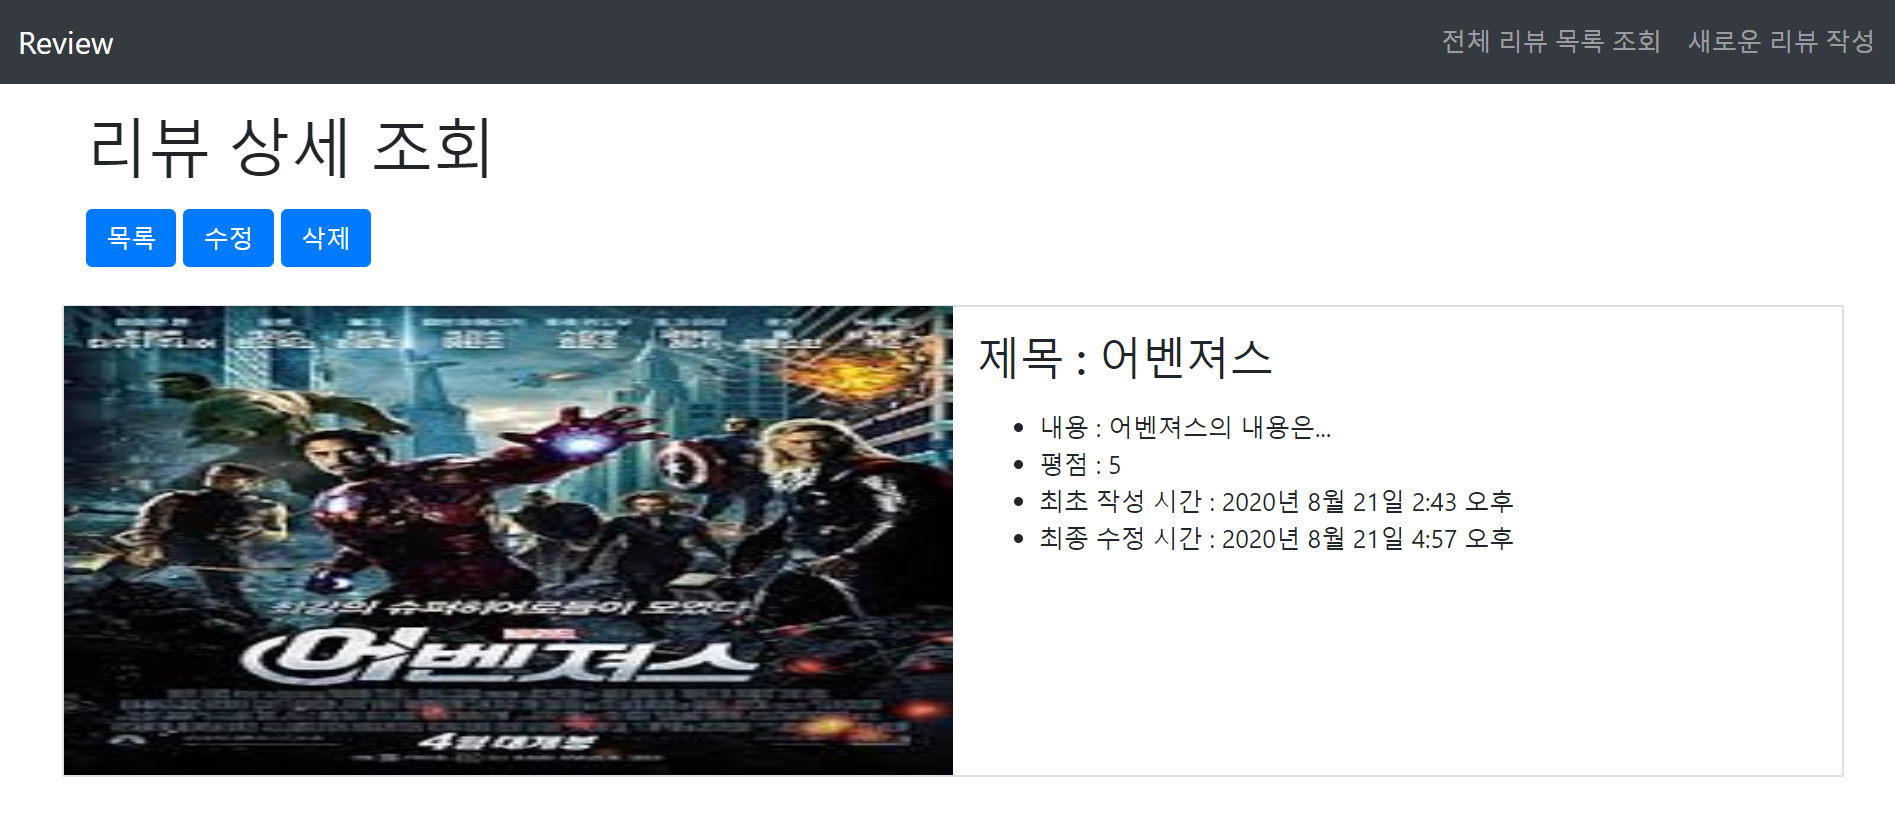 Review
전체 리뷰 목록 조회 새로운 리뷰 작성
리뷰 상세 조회
목록 수정 삭제
최강의 슈퍼히어로들이 모였다
MARVEL
어벤져스
4월 대개봉
제목 : 어벤져스
내용 : 어벤져스의 내용은...
평점 : 5
최초 작성 시간 : 2020년 8월 21일 2:43 오후
최종 수정 시간 : 2020년 8월 21일 4:57 오후